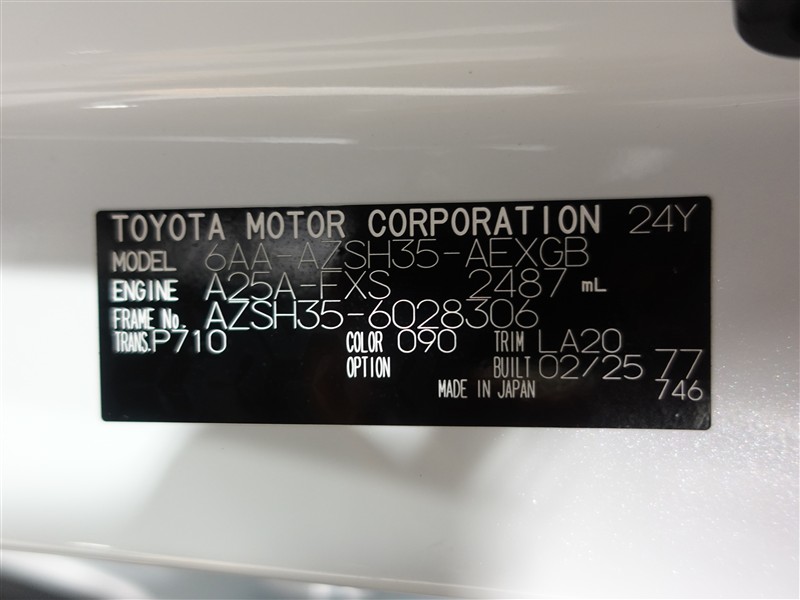 TOYOTA MOTOR CORPORATION 24Y
MODEL 6AA-AZSH35-AEXGB
ENGINE A25A-FXS 2487 mL
FRAME No. AZSH35-6028306
TRANS. P710 COLOR 090 TRIM LA20
OPTION BUILT 02/25 77
MADE IN JAPAN 746